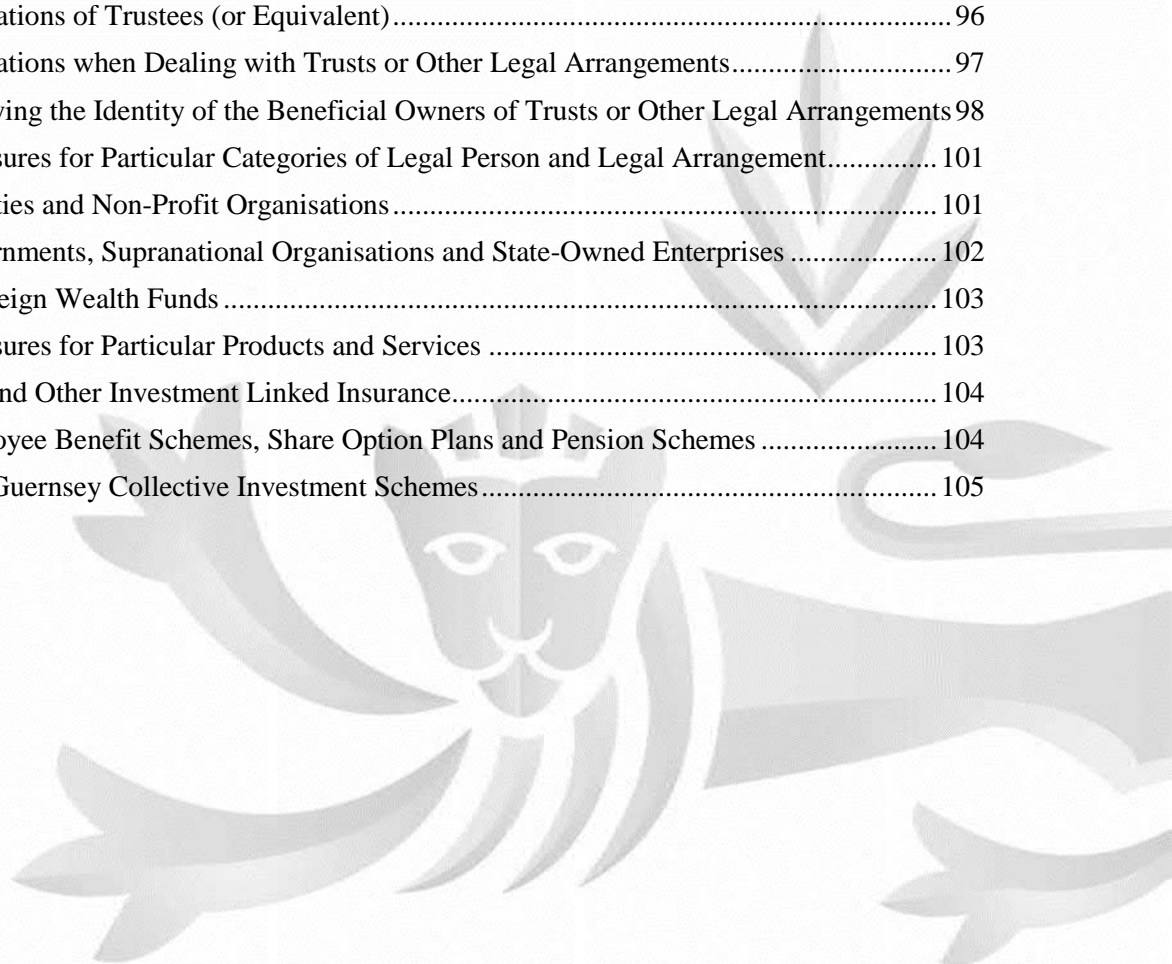 ations of Trustees (or Equivalent) ........ 96
ations when Dealing with Trusts or Other Legal Arrangements ........ 97
ying the Identity of the Beneficial Owners of Trusts or Other Legal Arrangements 98
sures for Particular Categories of Legal Person and Legal Arrangement ........ 101
ties and Non-Profit Organisations ........ 101
rnments, Supranational Organisations and State-Owned Enterprises ........ 102
eign Wealth Funds ........ 103
sures for Particular Products and Services ........ 103
nd Other Investment Linked Insurance ........ 104
oyee Benefit Schemes, Share Option Plans and Pension Schemes ........ 104
Guernsey Collective Investment Schemes ........ 105